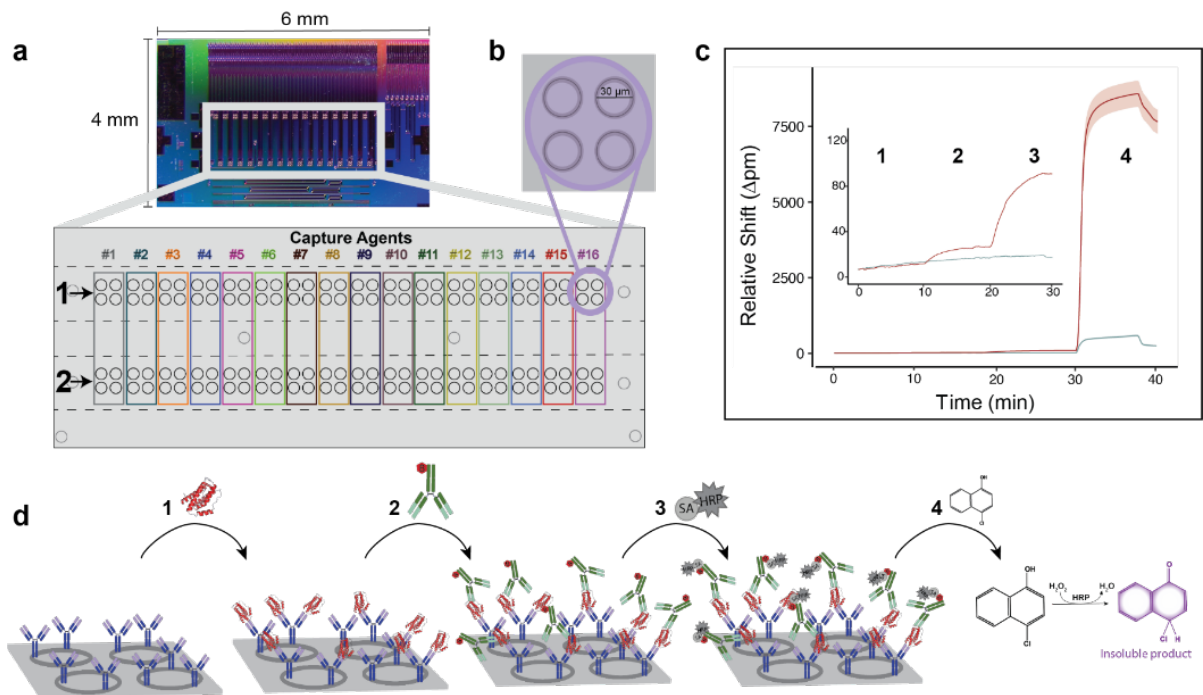 a
6 mm
4 mm
b
30 µm
c
Relative Shift (Δpm)
7500
5000
2500
0
0 10 20 30 40
Time (min)
120
80
40
0
0 10 20 30
1 2 3 4
Capture Agents
#1 #2 #3 #4 #5 #6 #7 #8 #9 #10 #11 #12 #13 #14 #15 #16
1
2
d
1
2
3
SA HRP
4
OH
Cl
OH
Cl
H₂O₂ H₂O
HRP
O
Cl H
Insoluble product